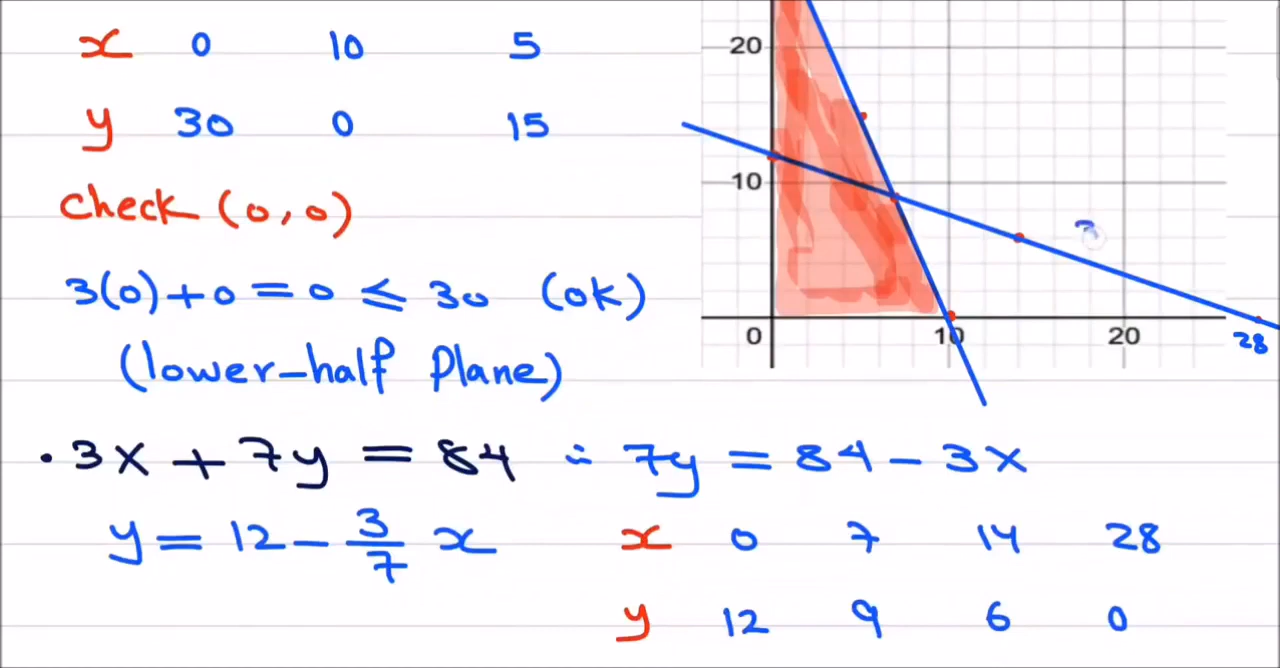 x 0 10 5
y 30 0 15
check (0,0)
3(0)+0=0≤30 (ok)
(lower-half Plane)
20
10
0 10 20
28
3
• 3x + 7y = 84 ∴ 7y = 84 - 3x
y = 12 - 3/7 x
x 0 7 14 28
y 12 9 6 0